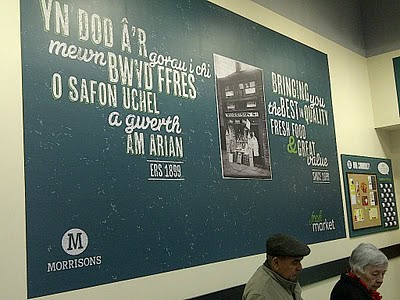 YN DOD Â'R
gorau i chi
mewn
BWYD FFRES
O SAFON UCHEL
a gwerth
AM ARIAN
ERS 1899
BRINGING you
the BEST in QUALITY
FRESH FOOD
& GREAT
value
SINCE 1899
MORRISONS
M
MORRISONS
market